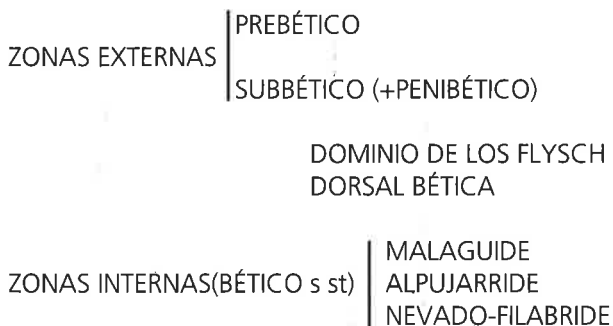 PREBÉTICO
ZONAS EXTERNAS
SUBBÉTICO (+PENIBÉTICO)
DOMINIO DE LOS FLYSCH
DORSAL BÉTICA
MALAGUIDE
ZONAS INTERNAS(BÉTICO s st) ALPUJARRIDE
NEVADO-FILABRIDE